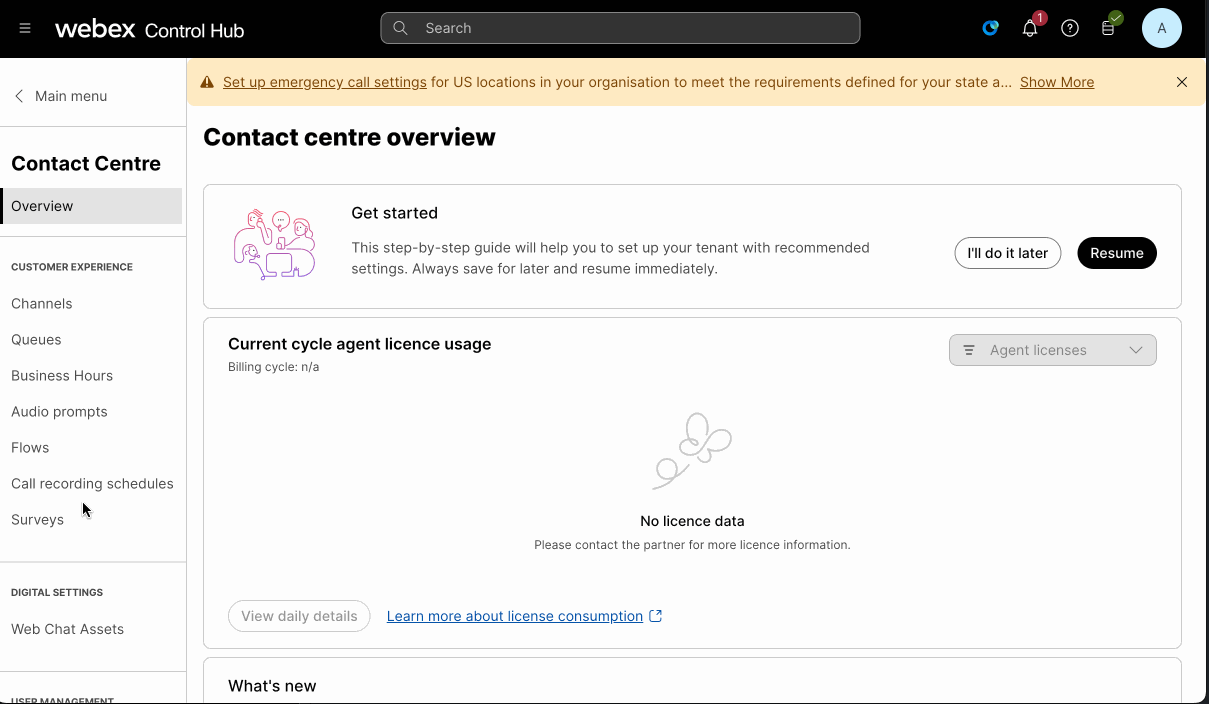 webex Control Hub
Search
1
A
Main menu
Contact Centre
Overview
CUSTOMER EXPERIENCE
Channels
Queues
Business Hours
Audio prompts
Flows
Call recording schedules
Surveys
DIGITAL SETTINGS
Web Chat Assets
USER MANAGEMENT
Set up emergency call settings for US locations in your organisation to meet the requirements defined for your state a... Show More
Contact centre overview
Get started
This step-by-step guide will help you to set up your tenant with recommended
settings. Always save for later and resume immediately.
I'll do it later
Resume
Current cycle agent licence usage
Billing cycle: n/a
Agent licenses
No licence data
Please contact the partner for more licence information.
View daily details
Learn more about license consumption
What's new